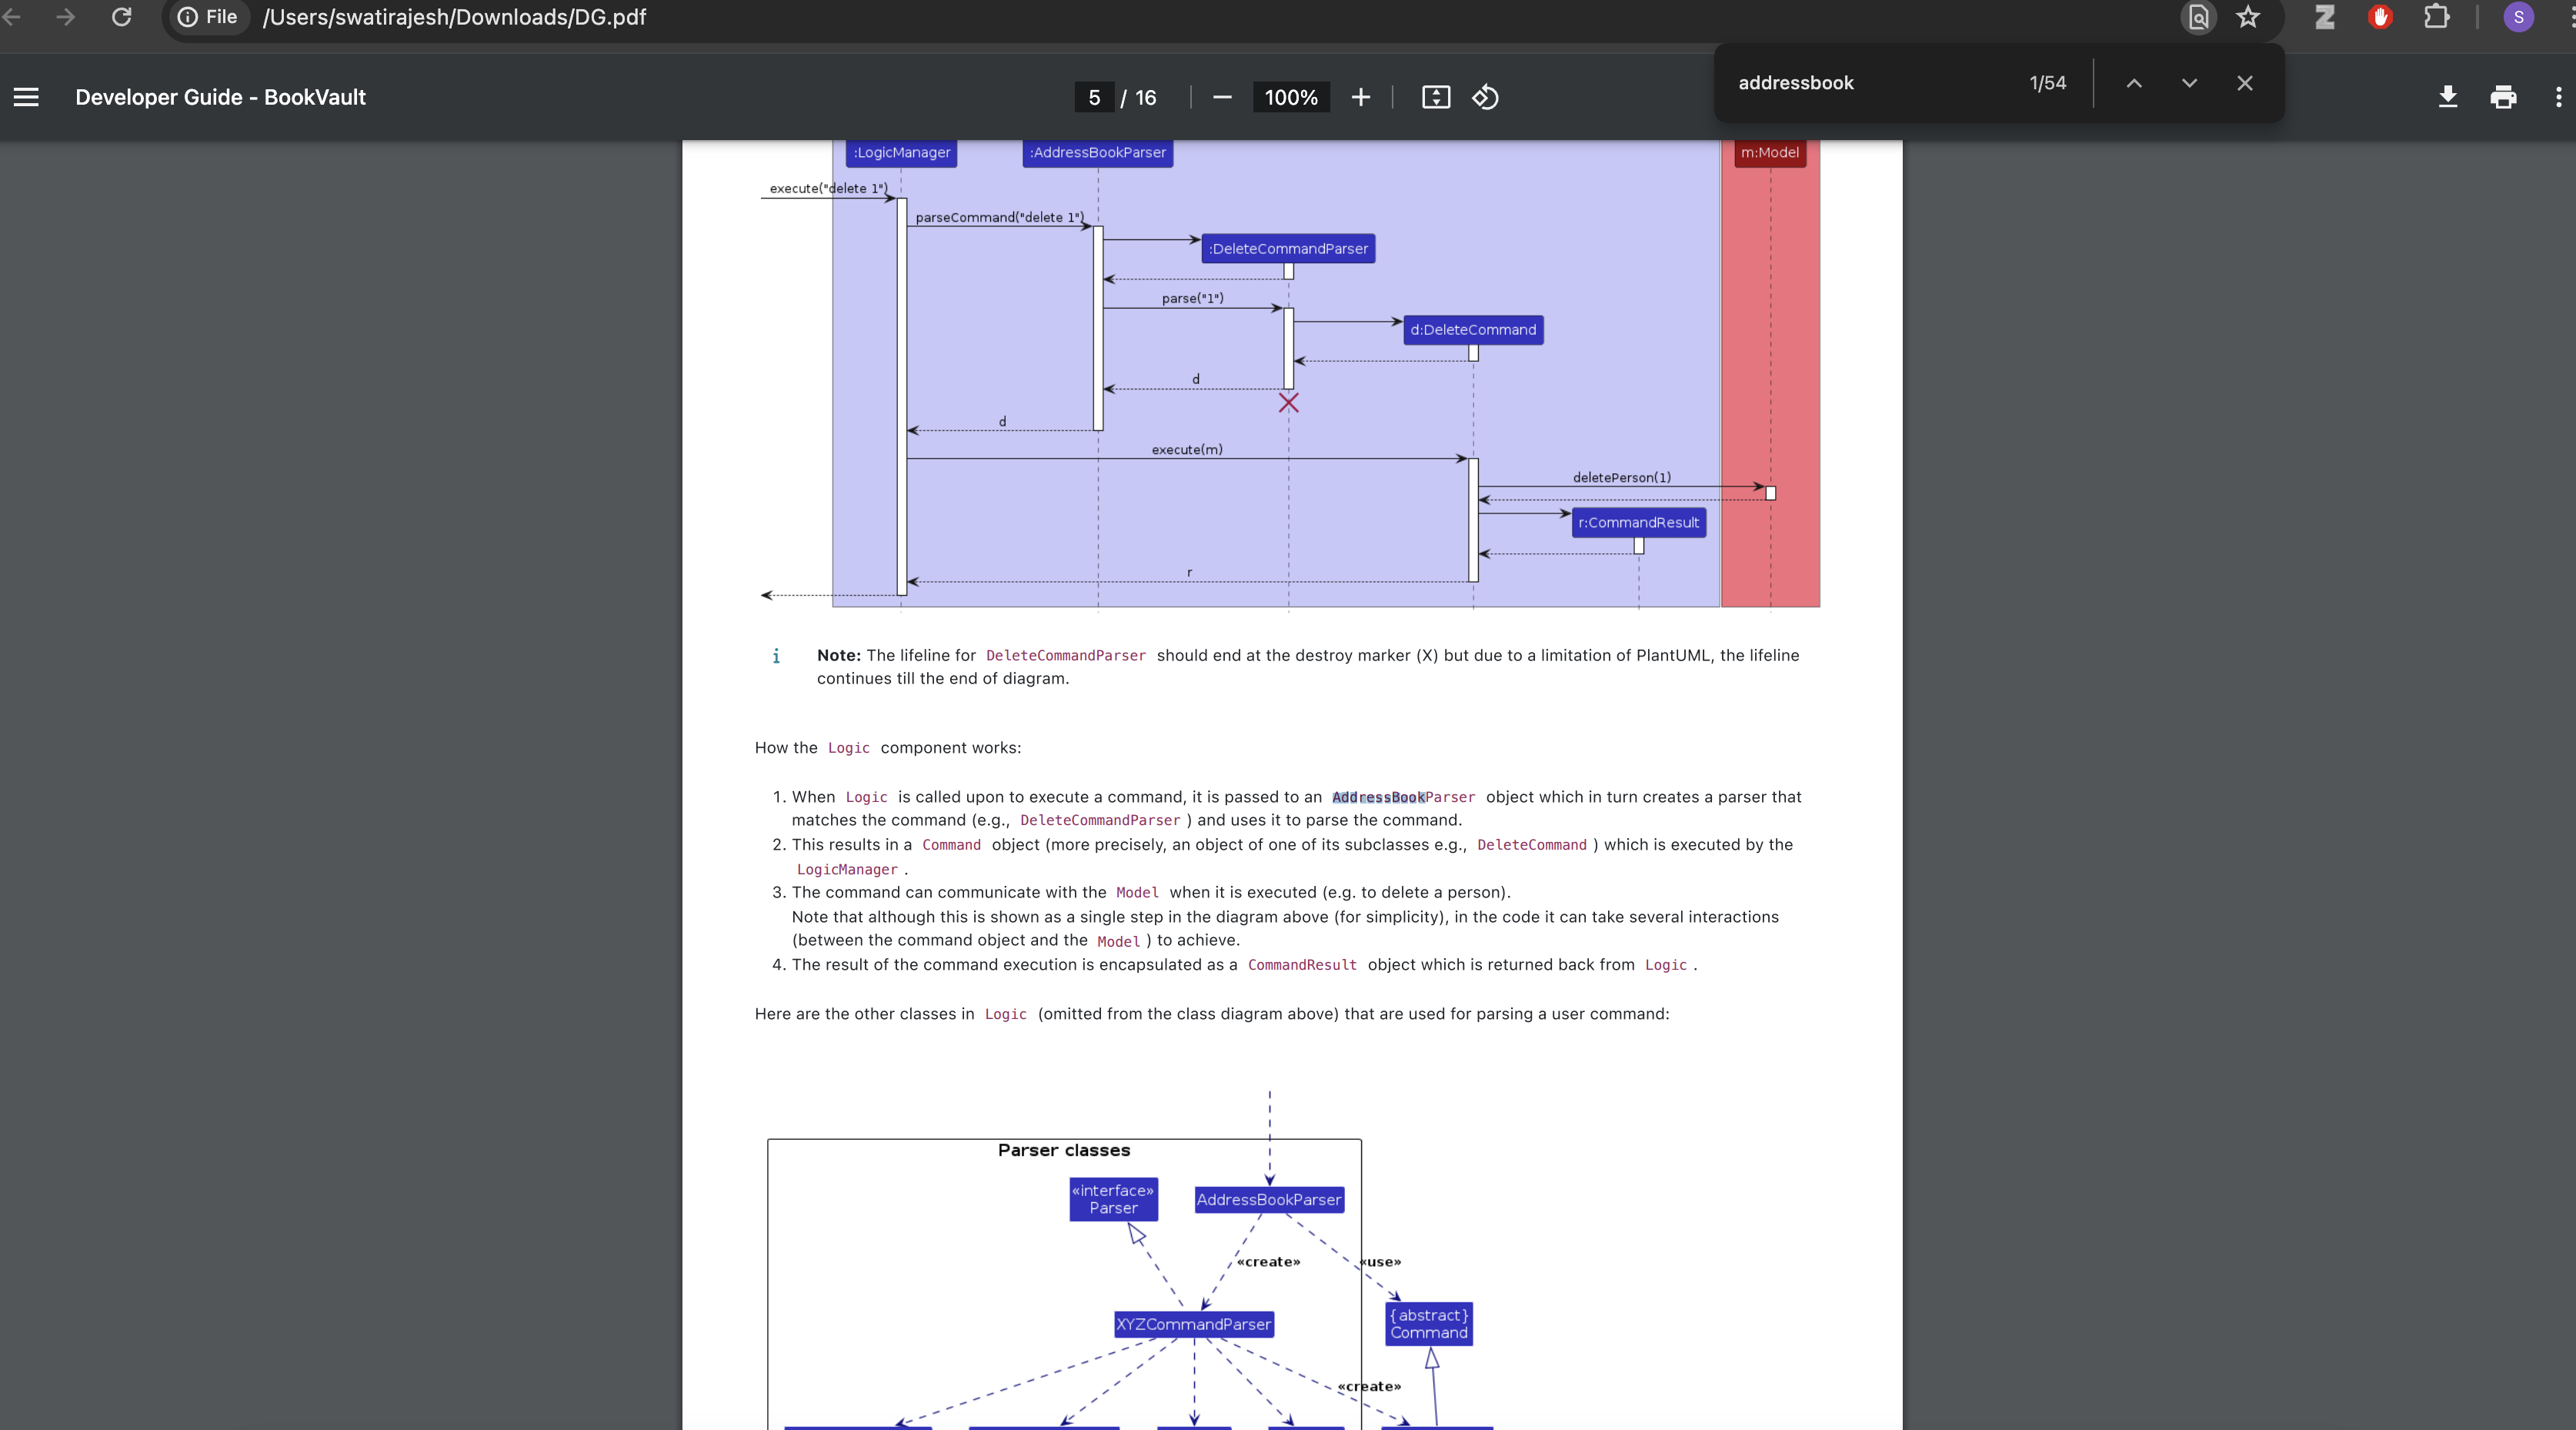 File
/Users/swatirajesh/Downloads/DG.pdf
S
Developer Guide - BookVault
5 / 16
100%
addressbook
1/54
:LogicManager
:AddressBookParser
m:Model
execute("delete 1")
parseCommand("delete 1")
:DeleteCommandParser
parse("1")
d:DeleteCommand
d
d
execute(m)
deletePerson(1)
r:CommandResult
r
i
Note: The lifeline for DeleteCommandParser should end at the destroy marker (X) but due to a limitation of PlantUML, the lifeline
continues till the end of diagram.
How the Logic component works:
1. When Logic is called upon to execute a command, it is passed to an AddressBookParser object which in turn creates a parser that
matches the command (e.g., DeleteCommandParser ) and uses it to parse the command.
2. This results in a Command object (more precisely, an object of one of its subclasses e.g., DeleteCommand ) which is executed by the
LogicManager .
3. The command can communicate with the Model when it is executed (e.g. to delete a person).
Note that although this is shown as a single step in the diagram above (for simplicity), in the code it can take several interactions
(between the command object and the Model ) to achieve.
4. The result of the command execution is encapsulated as a CommandResult object which is returned back from Logic .
Here are the other classes in Logic (omitted from the class diagram above) that are used for parsing a user command:
Parser classes
«interface»
Parser
AddressBookParser
«create»
«use»
XYZCommandParser
{abstract}
Command
«create»